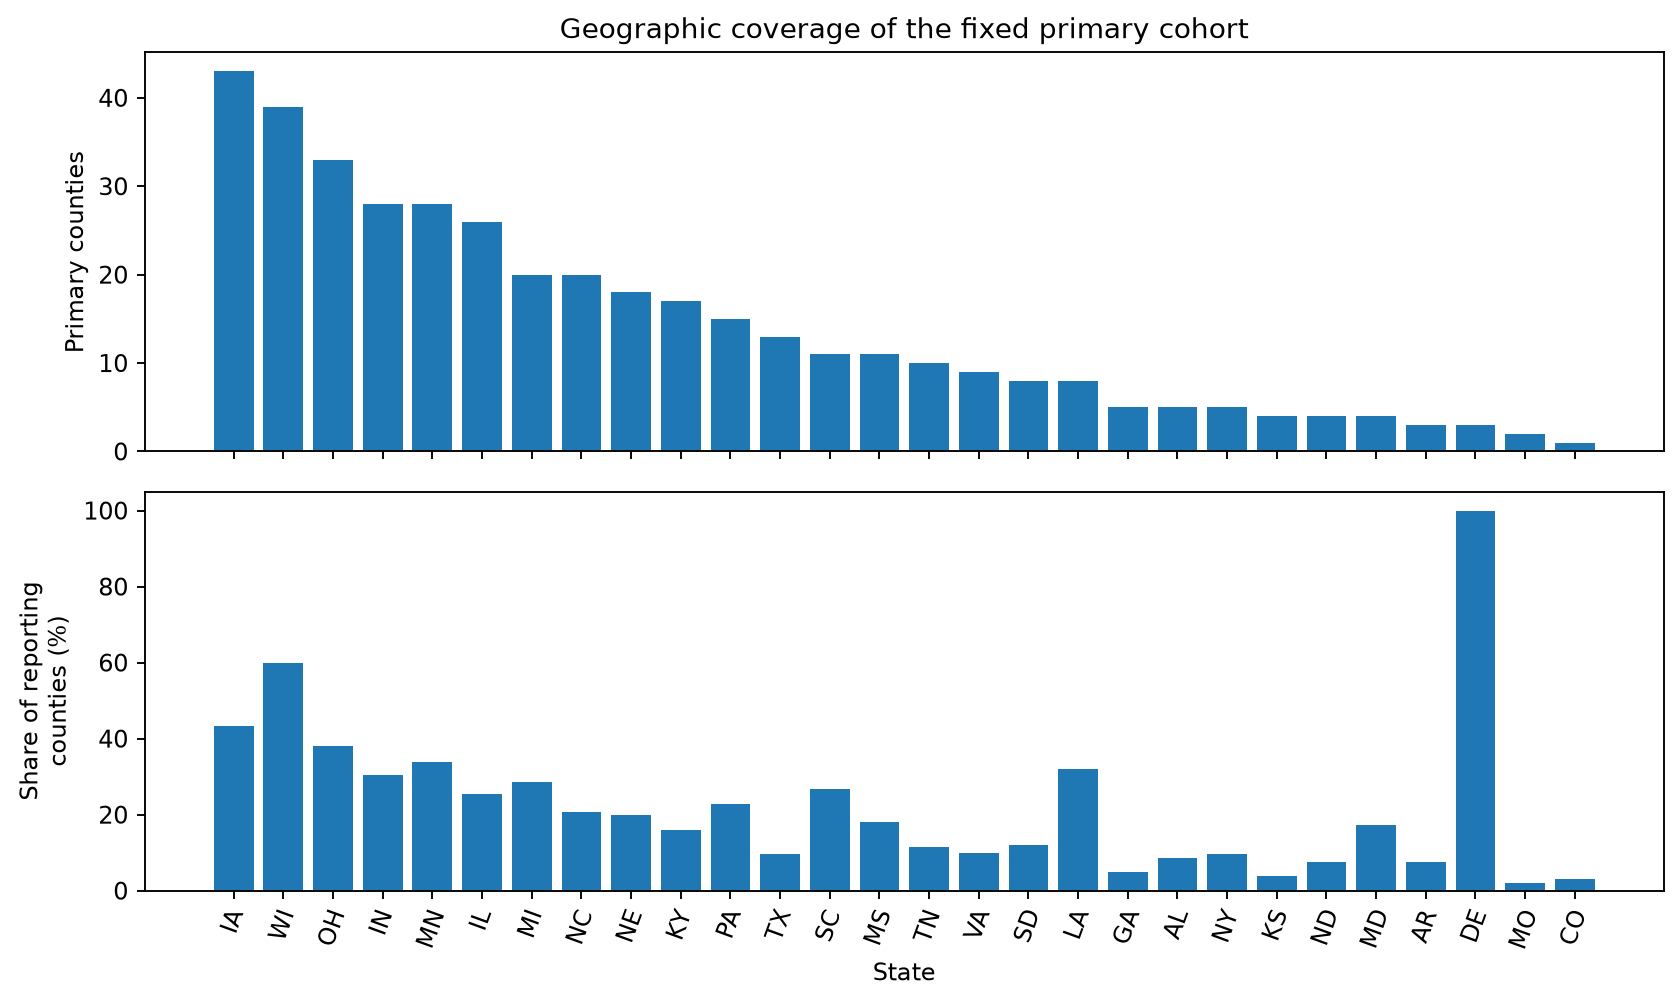 Geographic coverage of the fixed primary cohort
Primary counties
40
30
20
10
0
Share of reporting
counties (%)
100
80
60
40
20
0
IA WI OH IN MN IL MI NC NE KY PA TX SC MS TN VA SD LA GA AL NY KS ND MD AR DE MO CO
State